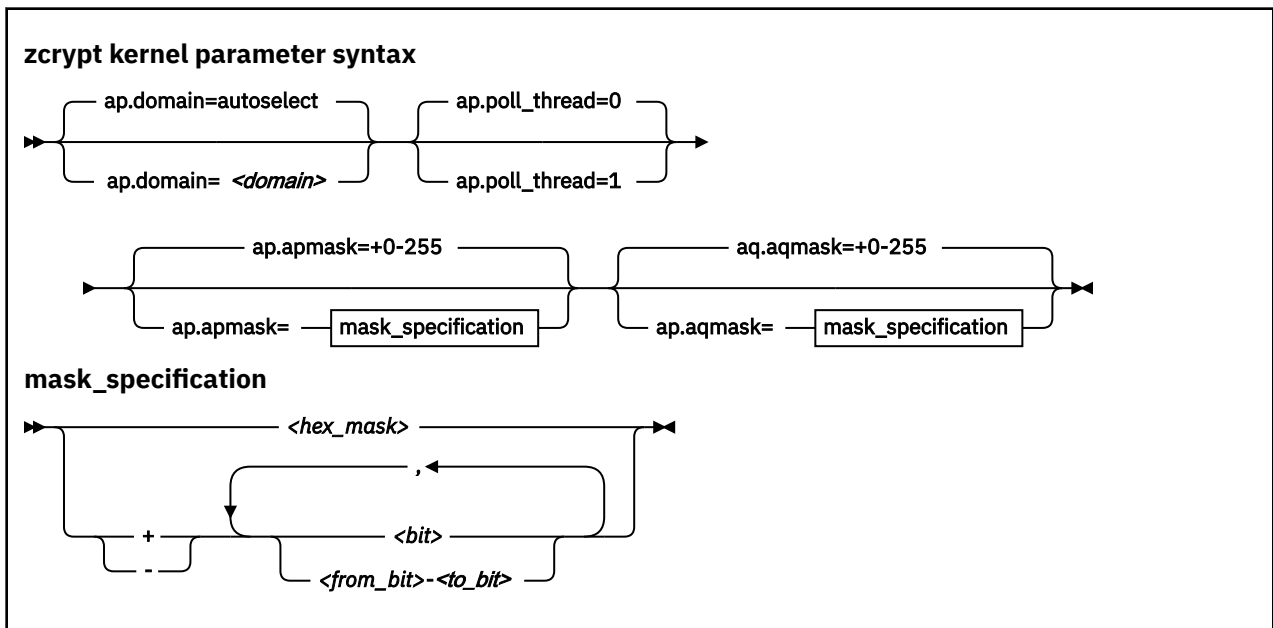 zcrypt kernel parameter syntax
ap.domain=autoselect
ap.poll_thread=0
ap.domain= <domain>
ap.poll_thread=1
ap.apmask=+0-255
aq.aqmask=+0-255
ap.apmask=
mask_specification
ap.aqmask=
mask_specification
mask_specification
<hex_mask>
,
+
<bit>
-
<from_bit>-<to_bit>